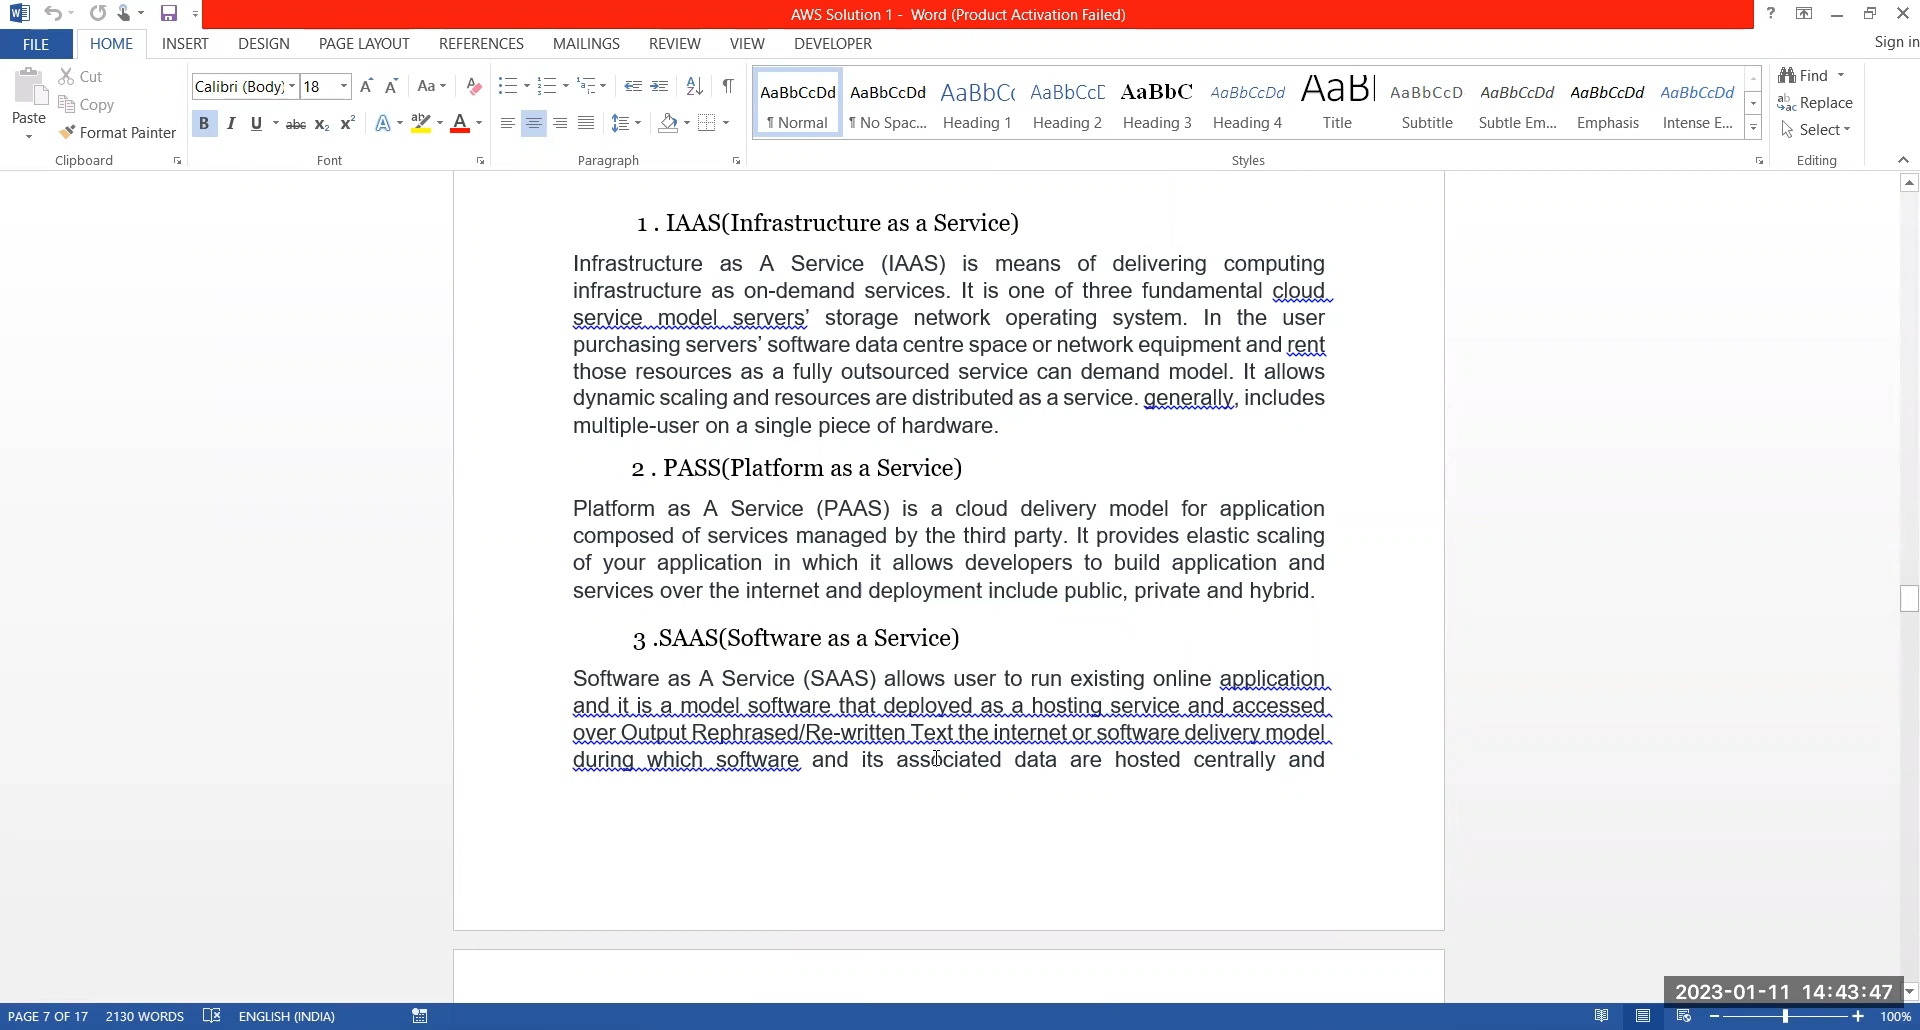 AWS Solution 1 - Word (Product Activation Failed)
FILE HOME INSERT DESIGN PAGE LAYOUT REFERENCES MAILINGS REVIEW VIEW DEVELOPER Sign in
Paste
Cut
Copy
Format Painter
Clipboard
Calibri (Body) 18
Font
Paragraph
AaBbCcDd AaBbCcDd AaBbC AaBbCcE AaBbC AaBbCcDd AaB AaBbCcD AaBbCcDd AaBbCcDd AaBbCcDd
¶ Normal ¶ No Spac... Heading 1 Heading 2 Heading 3 Heading 4 Title Subtitle Subtle Em... Emphasis Intense E...
Styles
Find
Replace
Select
Editing
1 . IAAS(Infrastructure as a Service)
Infrastructure as A Service (IAAS) is means of delivering computing
infrastructure as on-demand services. It is one of three fundamental cloud
service model servers’ storage network operating system. In the user
purchasing servers’ software data centre space or network equipment and rent
those resources as a fully outsourced service can demand model. It allows
dynamic scaling and resources are distributed as a service. generally, includes
multiple-user on a single piece of hardware.
2 . PASS(Platform as a Service)
Platform as A Service (PAAS) is a cloud delivery model for application
composed of services managed by the third party. It provides elastic scaling
of your application in which it allows developers to build application and
services over the internet and deployment include public, private and hybrid.
3 .SAAS(Software as a Service)
Software as A Service (SAAS) allows user to run existing online application
and it is a model software that deployed as a hosting service and accessed
over Output Rephrased/Re-written Text the internet or software delivery model
during which software and its associated data are hosted centrally and
2023-01-11 14:43:47
PAGE 7 OF 17 2130 WORDS ENGLISH (INDIA) 100%